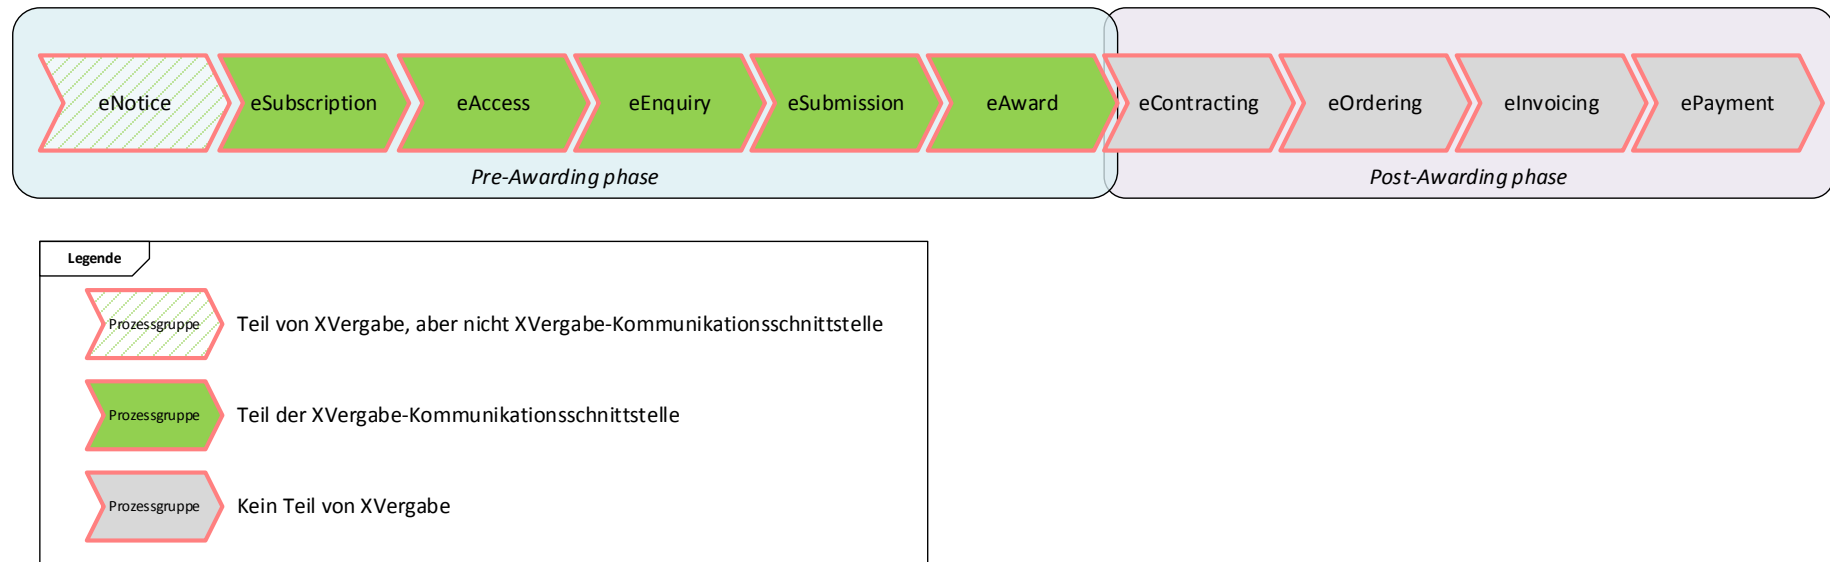 eNotice
eSubscription
eAccess
eEnquiry
eSubmission
eAward
eContracting
eOrdering
eInvoicing
ePayment
Pre-Awarding phase
Post-Awarding phase
Legende
Prozessgruppe
Teil von XVergabe, aber nicht XVergabe-Kommunikationsschnittstelle
Prozessgruppe
Teil der XVergabe-Kommunikationsschnittstelle
Prozessgruppe
Kein Teil von XVergabe